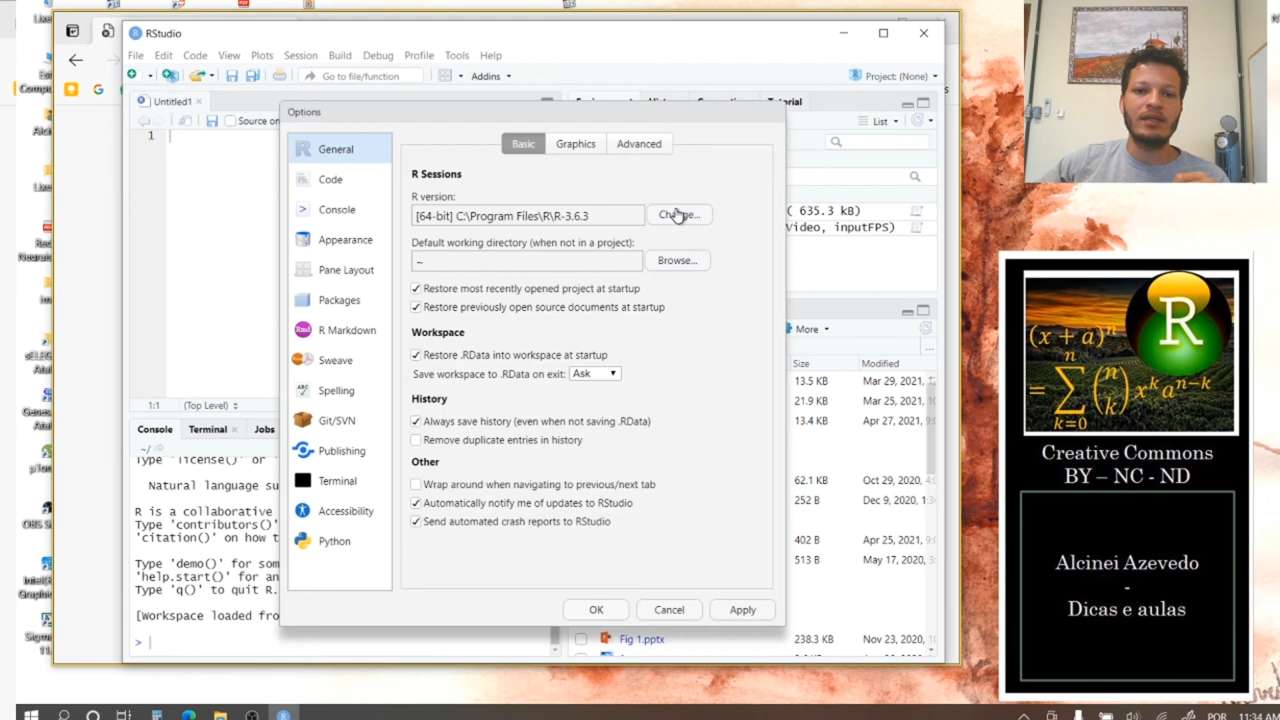 RStudio
File Edit Code View Plots Session Build Debug Profile Tools Help
Go to file/function
Addins
Project: (None)
Untitled1
Tutorial
Source on
List
1
( 635.3 kB)
Video, inputFPS)
More
Size Modified
13.5 KB Mar 29, 2021,
21.9 KB Mar 25, 2021,
13.4 KB Apr 27, 2021,
62.1 KB Oct 29, 2020,
252 B Dec 9, 2020,
402 B Apr 25, 2021,
513 B May 17, 2020,
Fig 1.pptx 238.3 KB Nov 23, 2020,
1:1 (Top Level)
Console Terminal Jobs
~/
Type 'license()' or
Natural language su
R is a collaborative
Type 'contributors()'
'citation()' on how t
Type 'demo()' for som
'help.start()' for an
Type 'q()' to quit R.
[Workspace loaded fro
>
Options
General
Code
Console
Appearance
Pane Layout
Packages
R Markdown
Sweave
Spelling
Git/SVN
Publishing
Terminal
Accessibility
Python
Basic Graphics Advanced
R Sessions
R version:
[64-bit] C:\Program Files\R\R-3.6.3
Change...
Default working directory (when not in a project):
~
Browse...
Restore most recently opened project at startup
Restore previously open source documents at startup
Workspace
Restore .RData into workspace at startup
Save workspace to .RData on exit: Ask
History
Always save history (even when not saving .RData)
Remove duplicate entries in history
Other
Wrap around when navigating to previous/next tab
Automatically notify me of updates to RStudio
Send automated crash reports to RStudio
OK Cancel Apply
R
(x + a)^n
= ∑_{k=0}^{n} (n k) x^k a^{n−k}
Creative Commons
BY – NC - ND
Alcinei Azevedo
-
Dicas e aulas
POR 11:34 AM